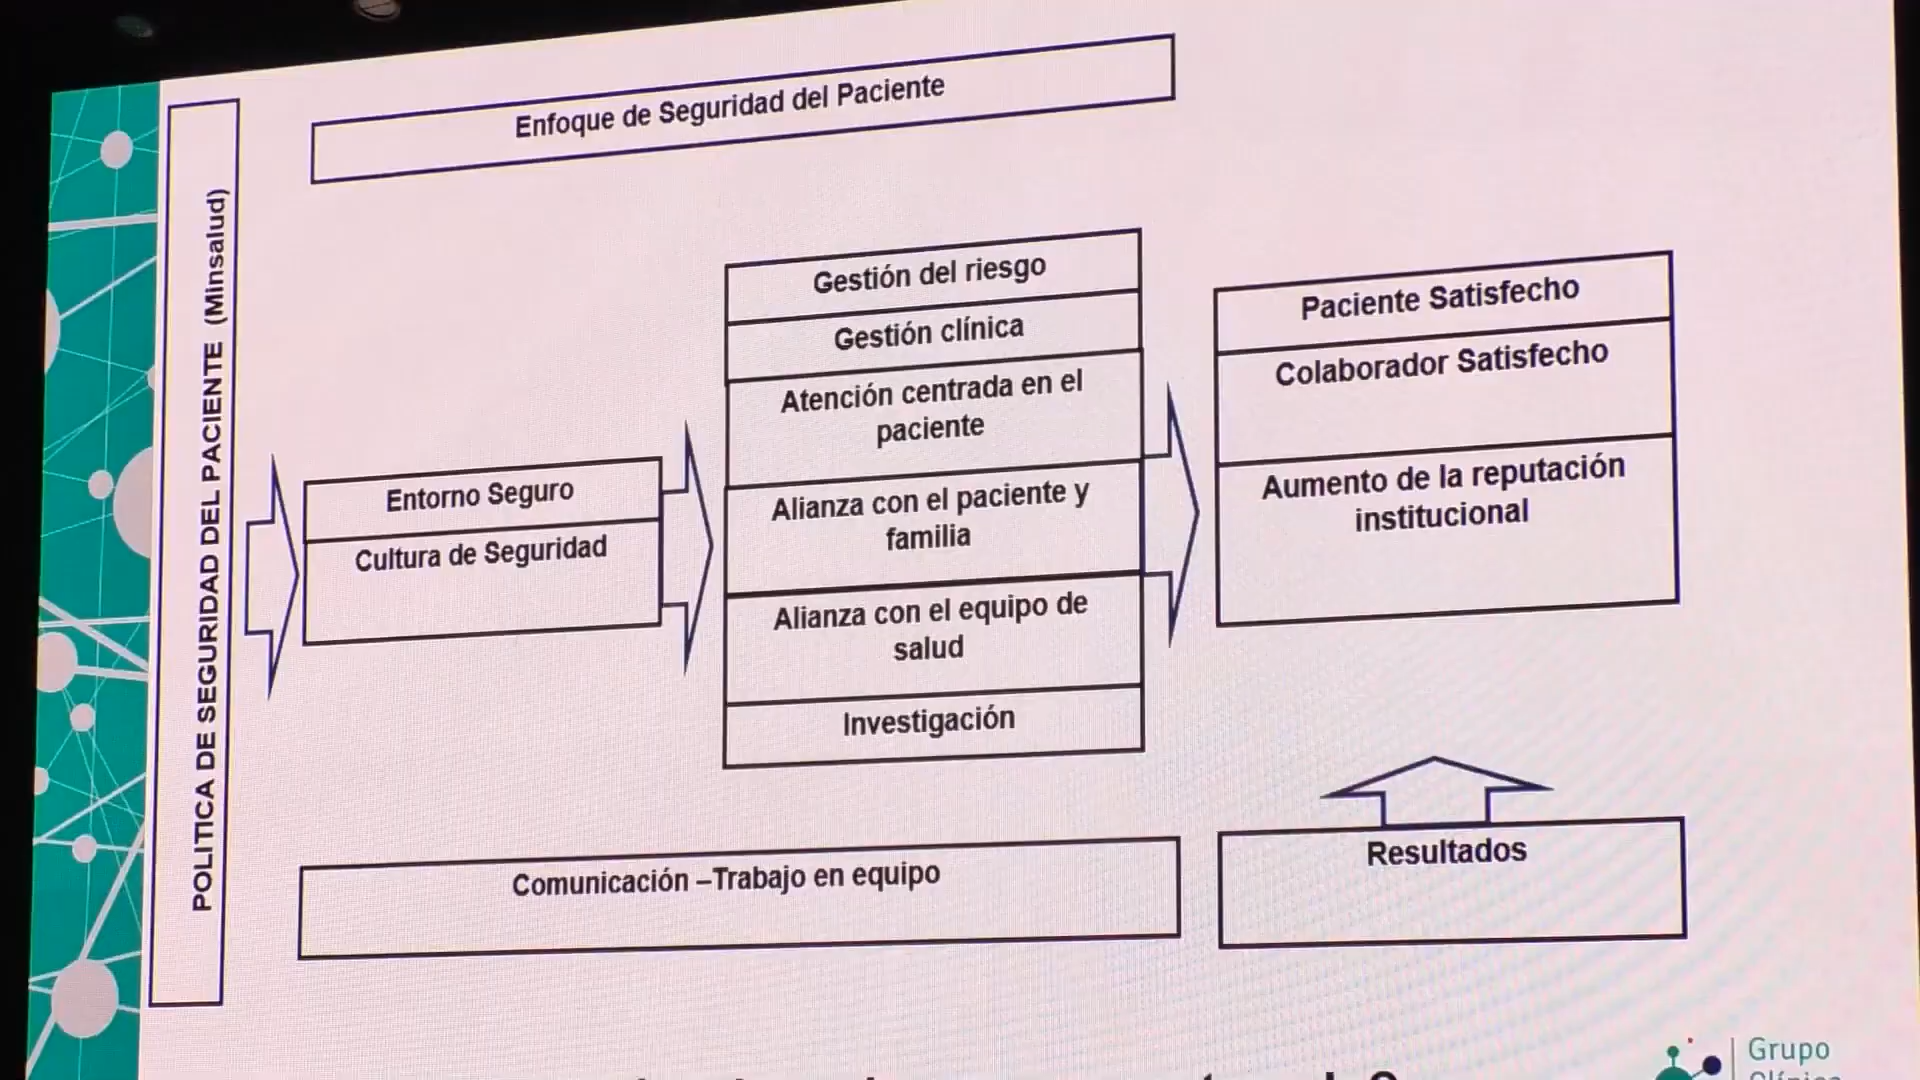 POLITICA DE SEGURIDAD DEL PACIENTE (Minsalud)
Enfoque de Seguridad del Paciente
Entorno Seguro
Cultura de Seguridad
Gestión del riesgo
Gestión clínica
Atención centrada en el
paciente
Alianza con el paciente y
familia
Alianza con el equipo de
salud
Investigación
Paciente Satisfecho
Colaborador Satisfecho
Aumento de la reputación
institucional
Comunicación –Trabajo en equipo
Resultados
Grupo